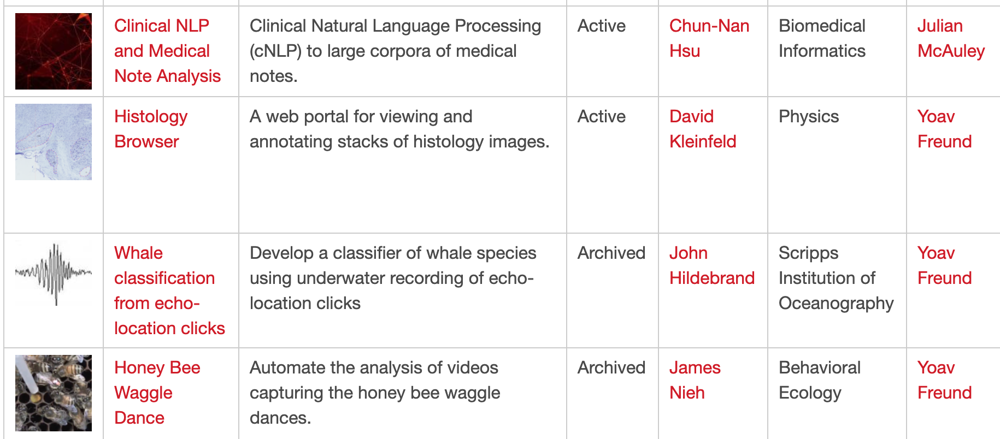 Clinical NLP
and Medical
Note Analysis
Clinical Natural Language Processing
(cNLP) to large corpora of medical
notes.
Active
Chun-Nan
Hsu
Biomedical
Informatics
Julian
McAuley
Histology
Browser
A web portal for viewing and
annotating stacks of histology images.
Active
David
Kleinfeld
Physics
Yoav
Freund
Whale
classification
from echo-
location clicks
Develop a classifier of whale species
using underwater recording of echo-
location clicks
Archived
John
Hildebrand
Scripps
Institution of
Oceanography
Yoav
Freund
Honey Bee
Waggle
Dance
Automate the analysis of videos
capturing the honey bee waggle
dances.
Archived
James
Nieh
Behavioral
Ecology
Yoav
Freund